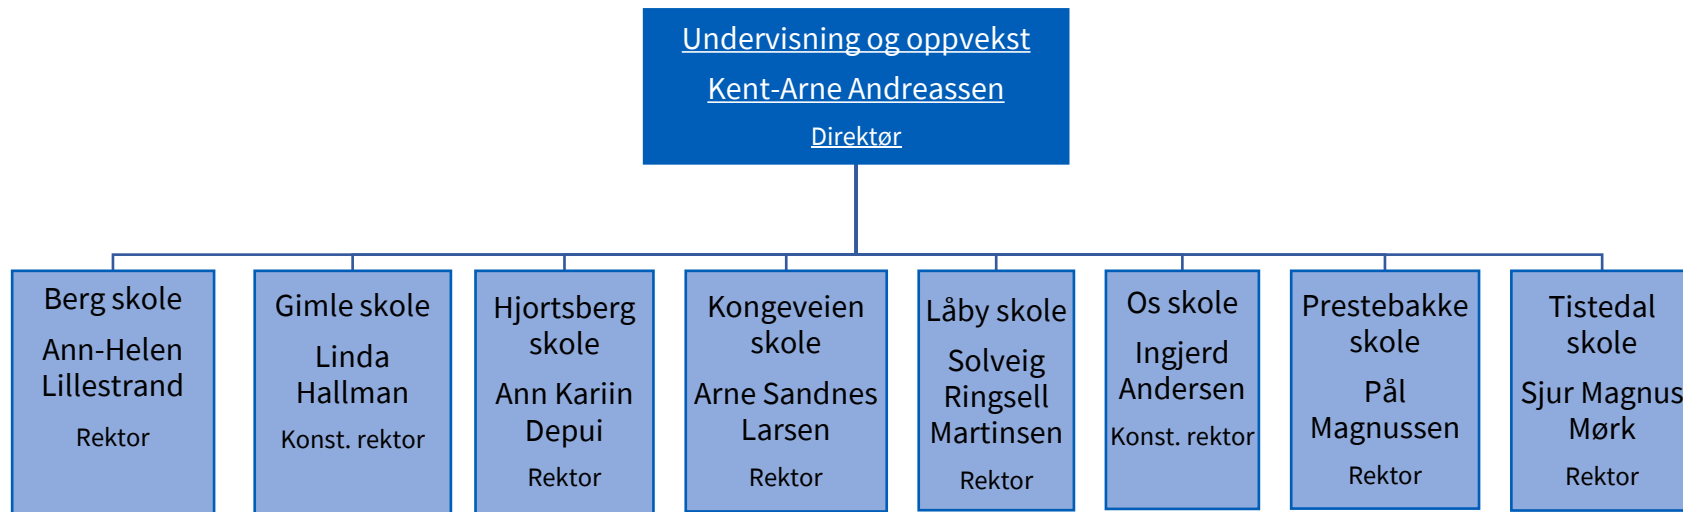 Undervisning og oppvekst
Kent-Arne Andreassen
Direktør
Berg skole
Ann-Helen
Lillestrand
Rektor
Gimle skole
Linda
Hallman
Konst. rektor
Hjortsberg
skole
Ann Kariin
Depui
Rektor
Kongeveien
skole
Arne Sandnes
Larsen
Rektor
Låby skole
Solveig
Ringsell
Martinsen
Rektor
Os skole
Ingjerd
Andersen
Konst. rektor
Prestebakke
skole
Pål
Magnussen
Rektor
Tistedal
skole
Sjur Magnus
Mørk
Rektor